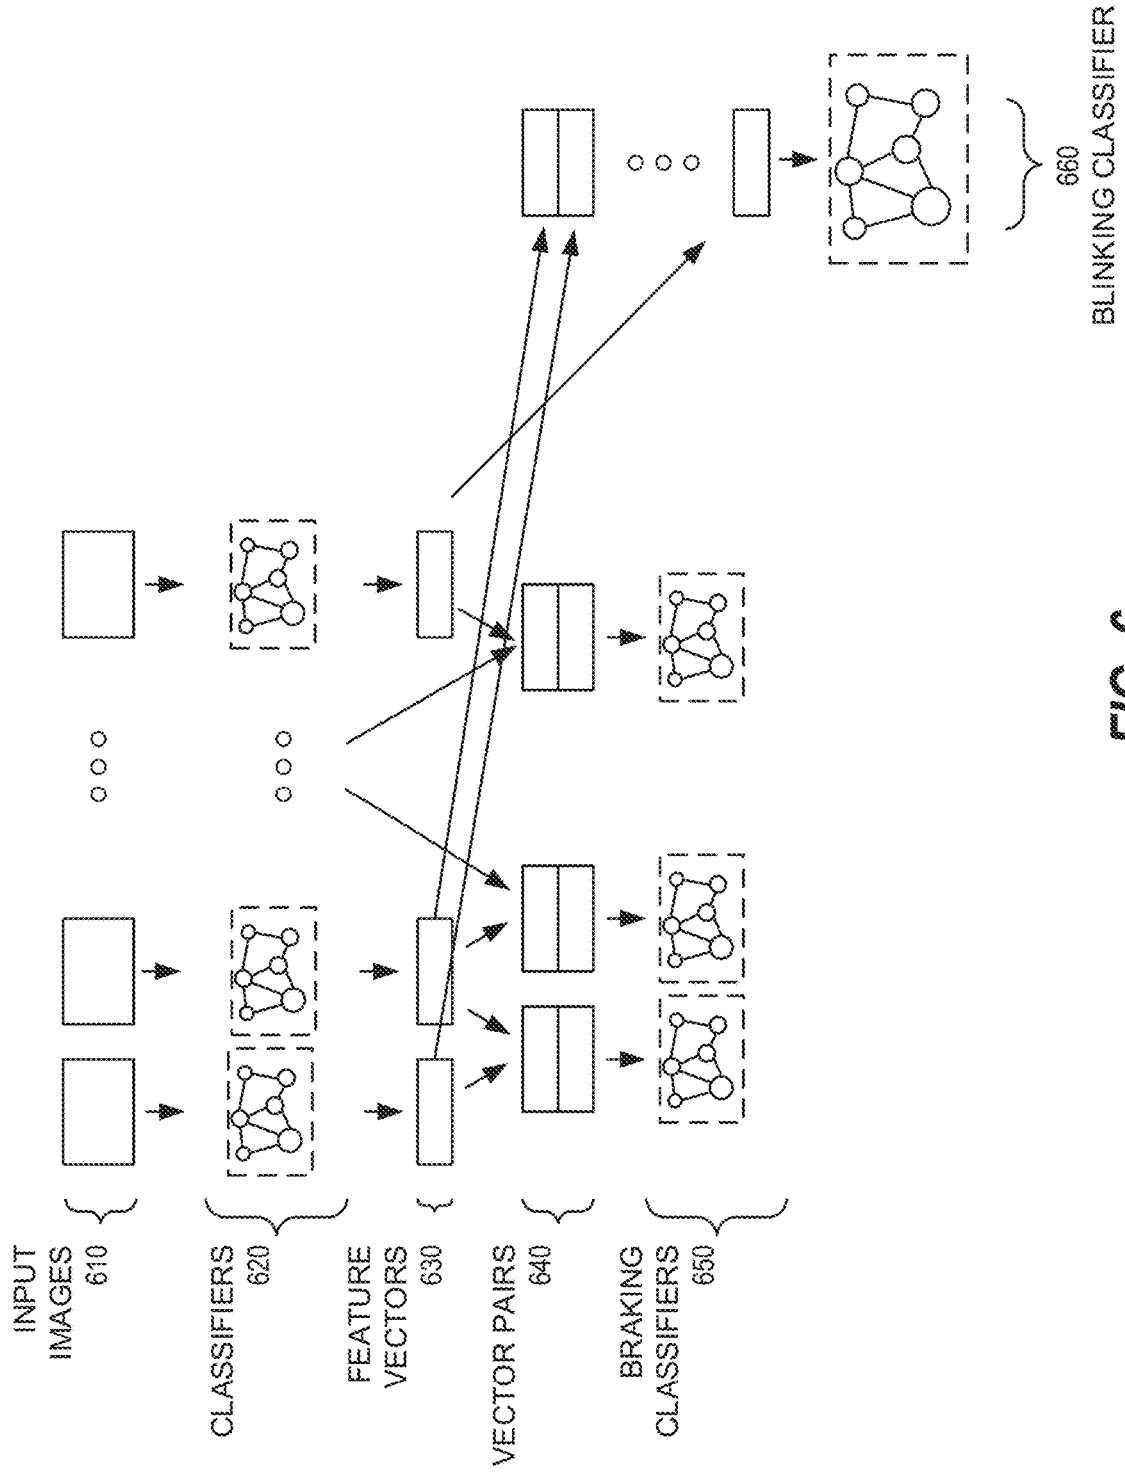 INPUT
IMAGES
610
CLASSIFIERS
620
FEATURE
VECTORS
630
VECTOR PAIRS
640
BRAKING
CLASSIFIERS
650
660
BLINKING CLASSIFIER